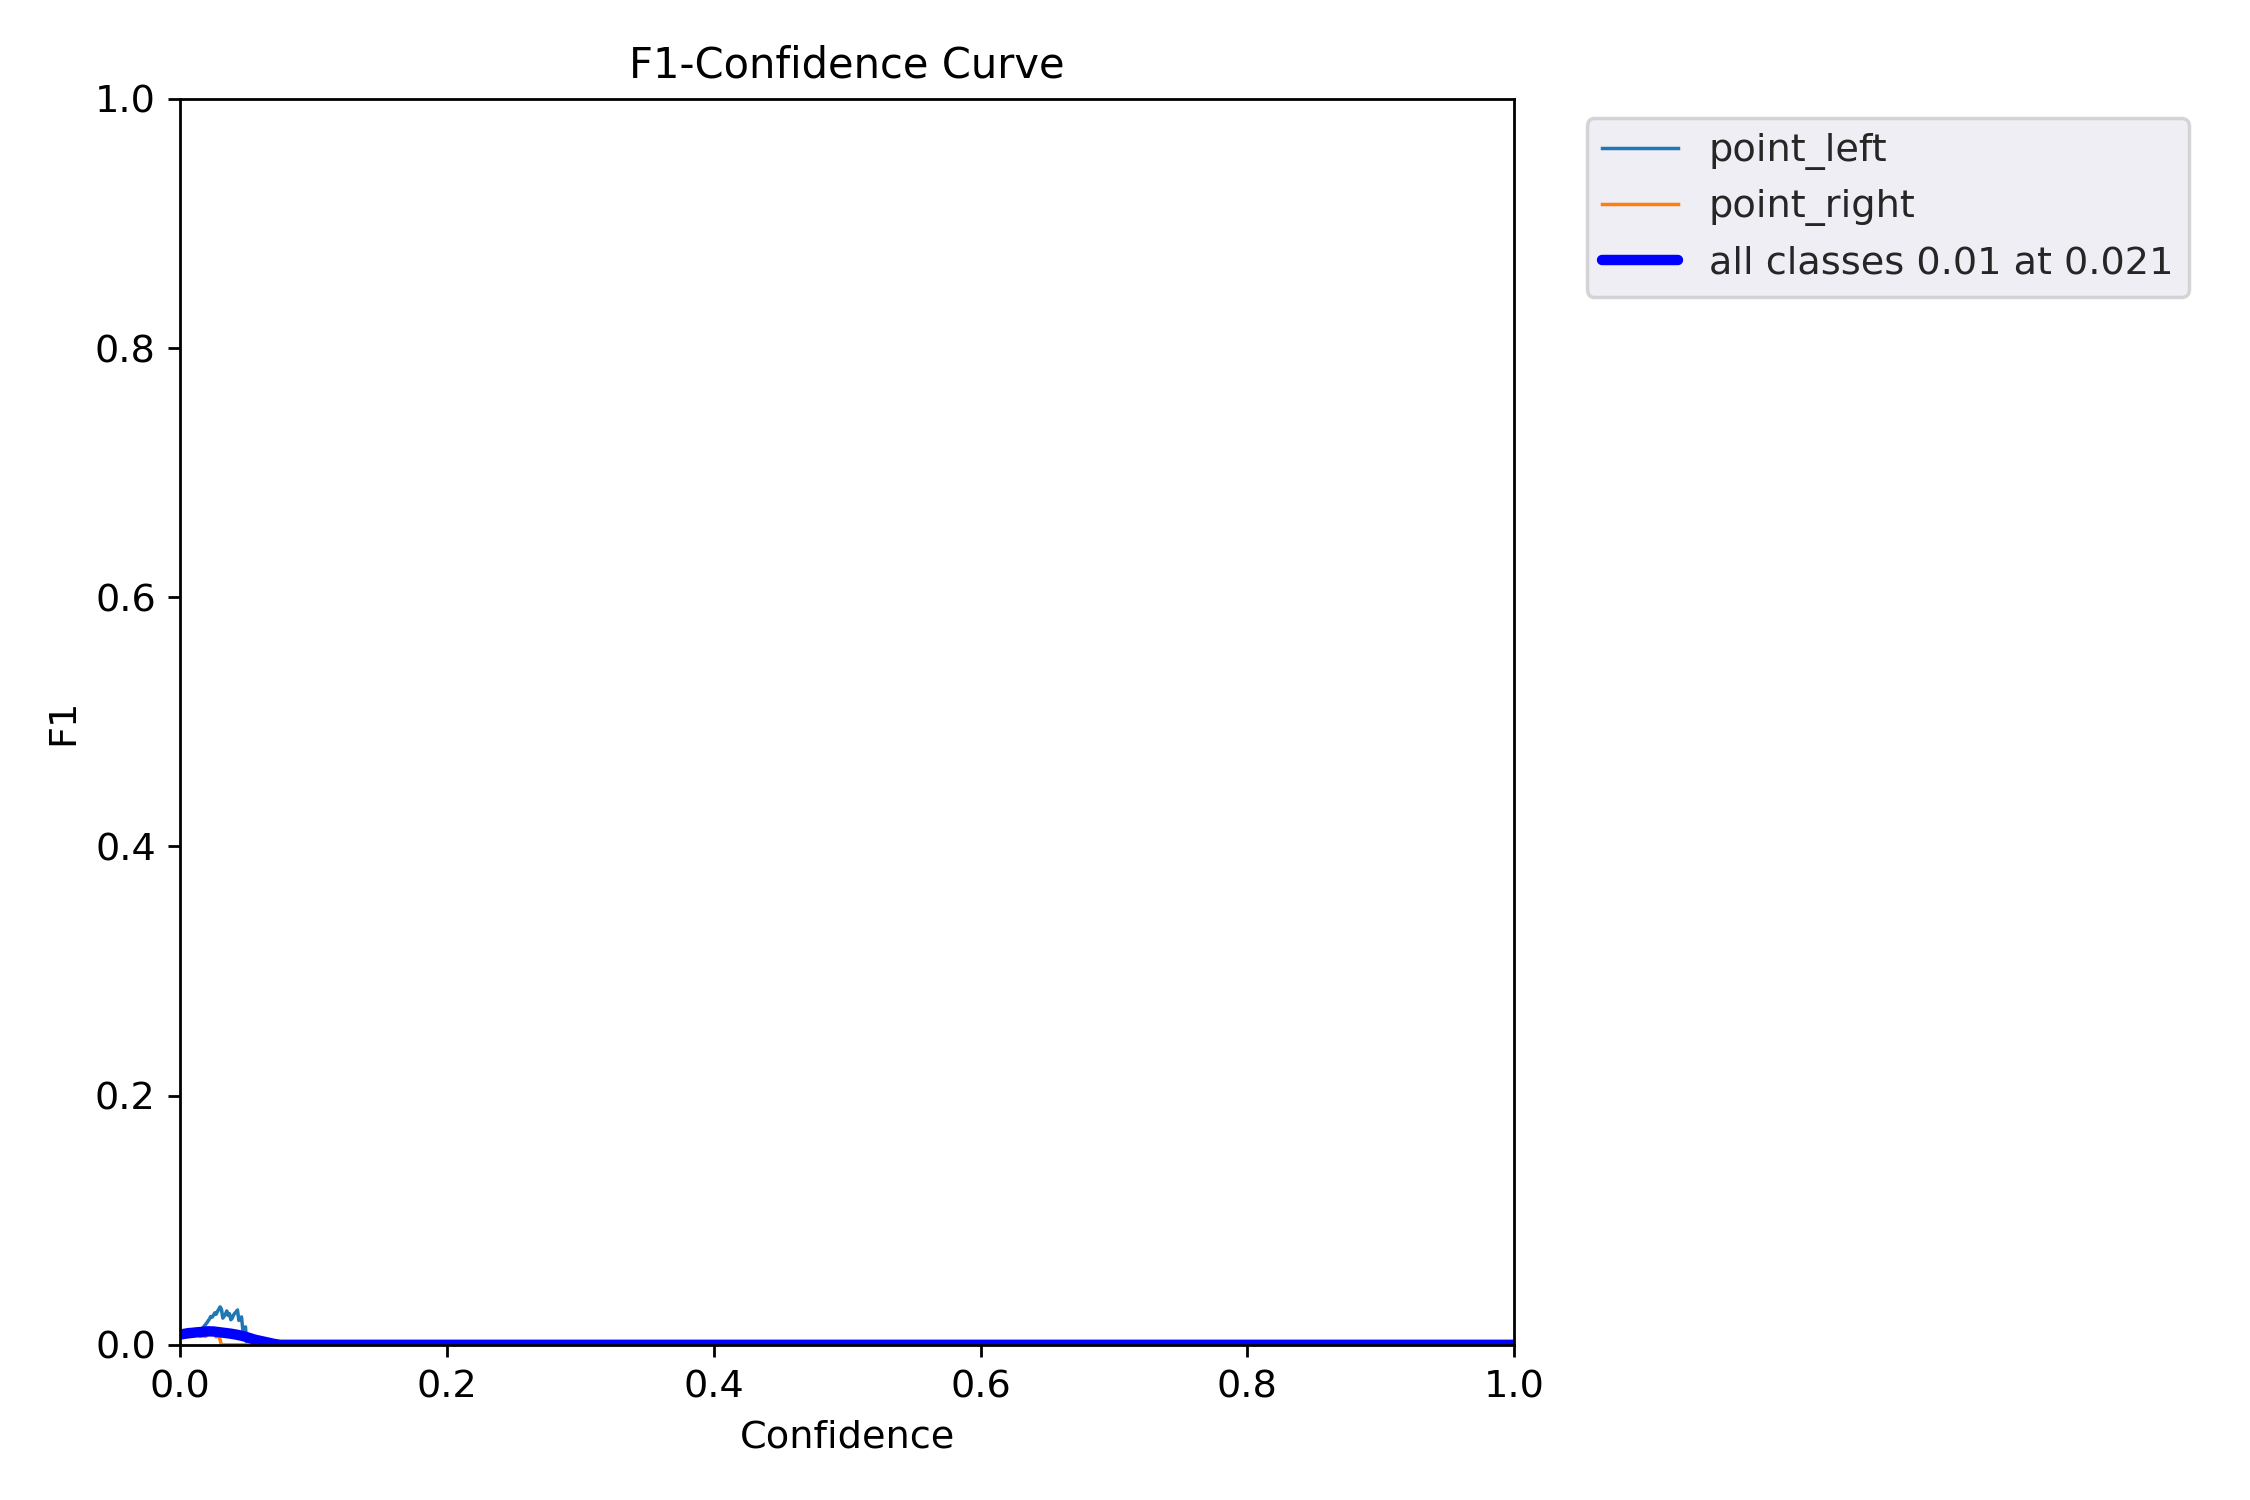 F1-Confidence Curve
1.0
0.8
0.6
0.4
0.2
0.0
F1
0.0 0.2 0.4 0.6 0.8 1.0
Confidence
point_left
point_right
all classes 0.01 at 0.021